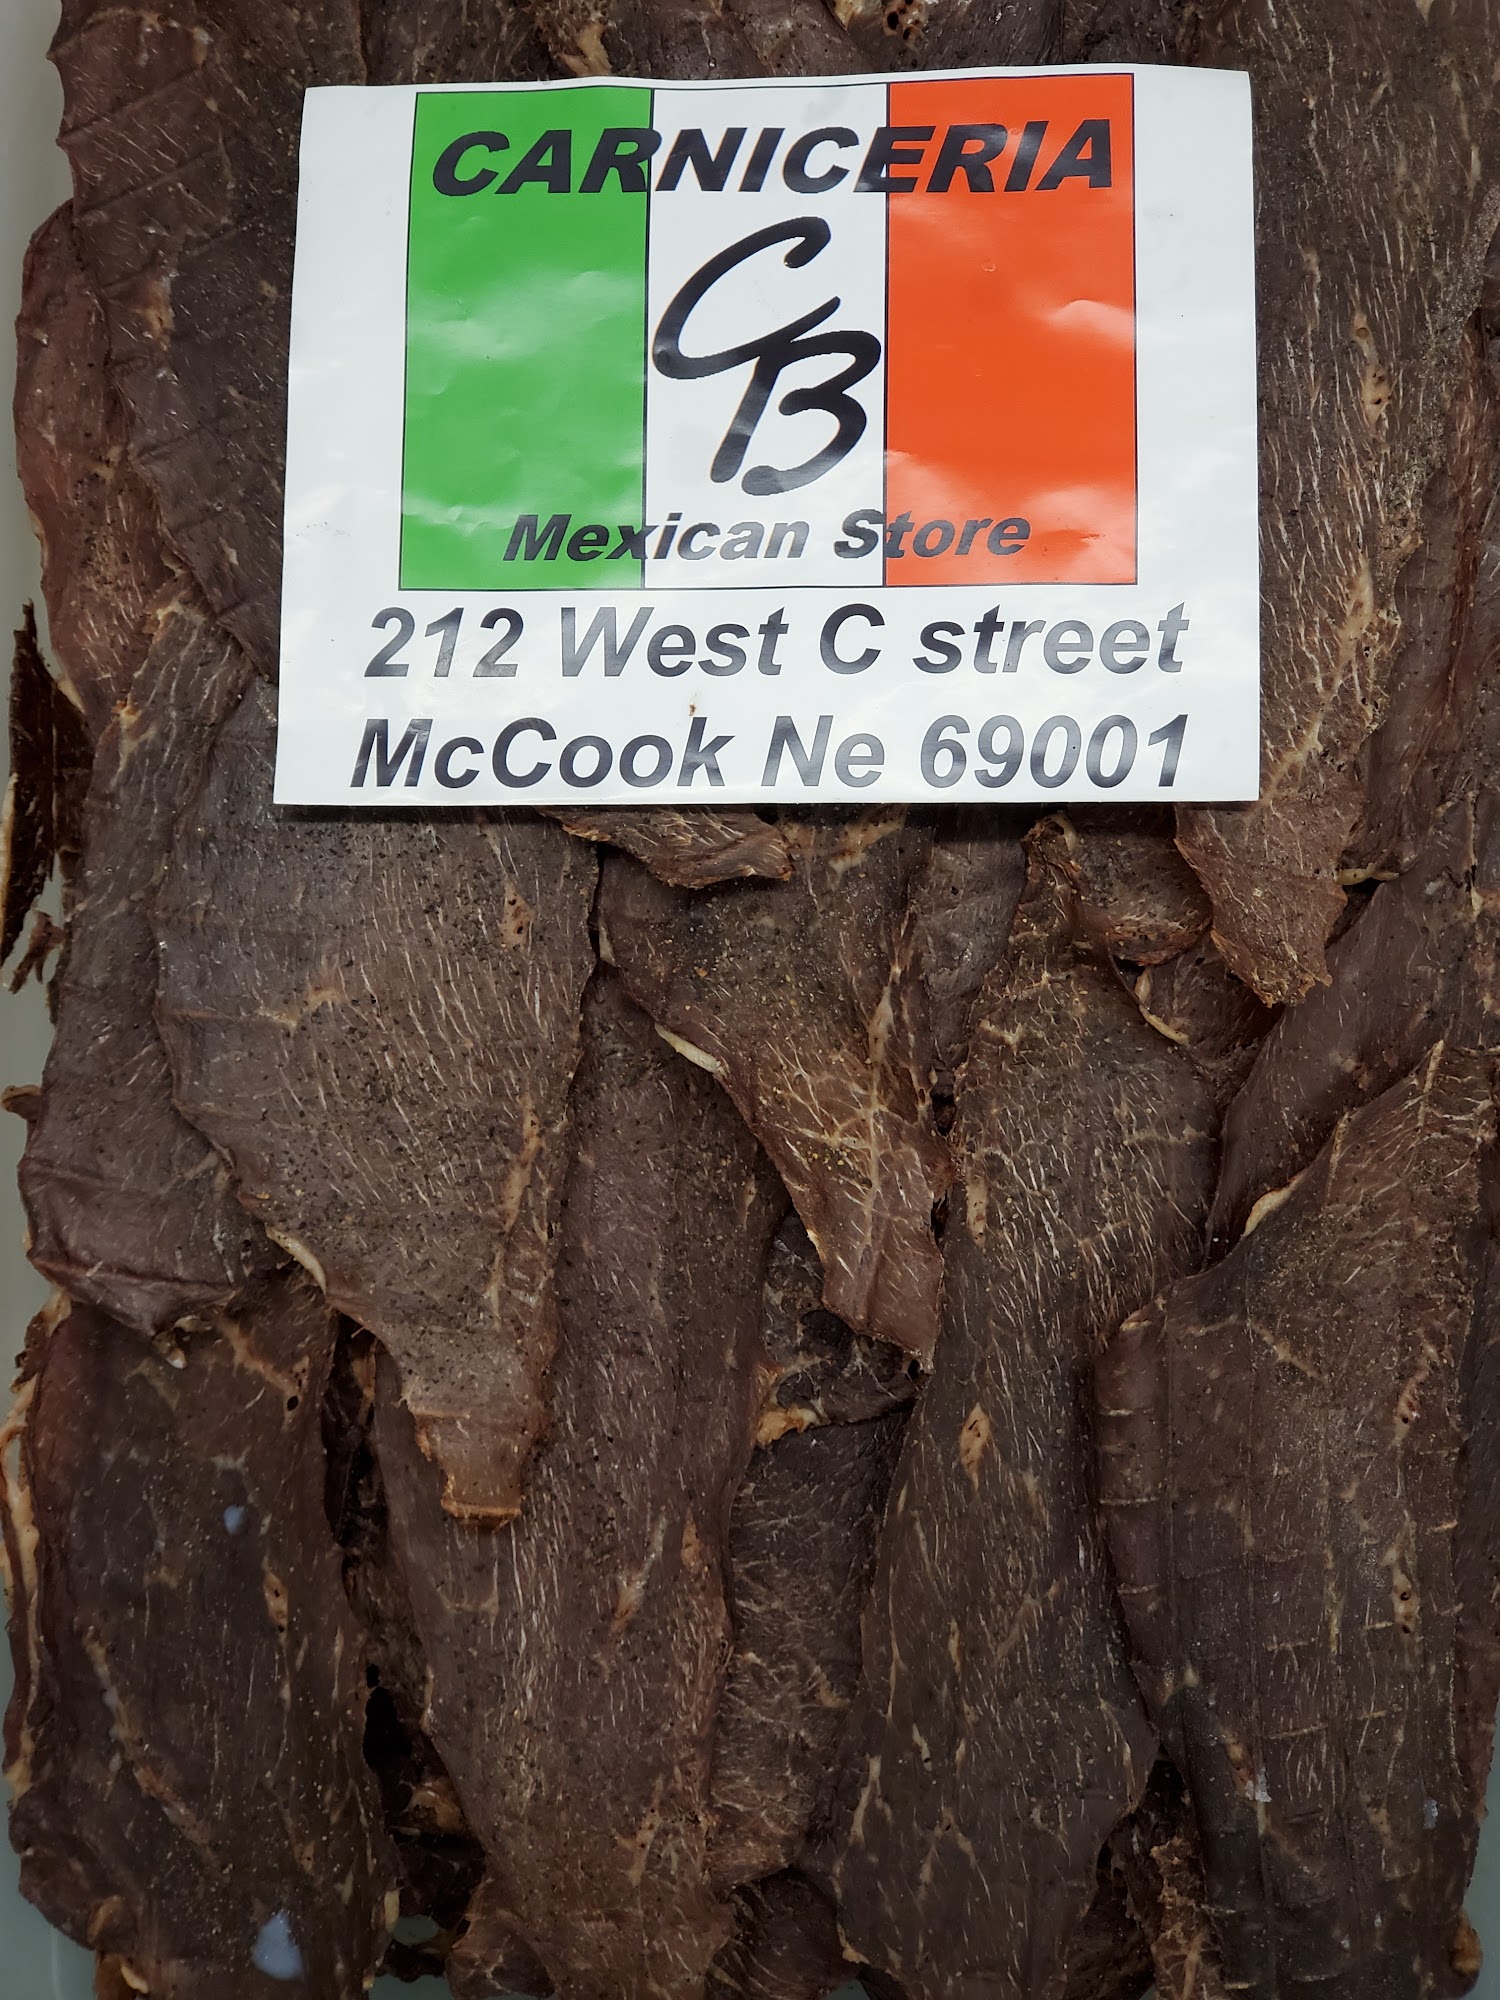 CARNICERIA
CB
Mexican Store
212 West C street
McCook Ne 69001